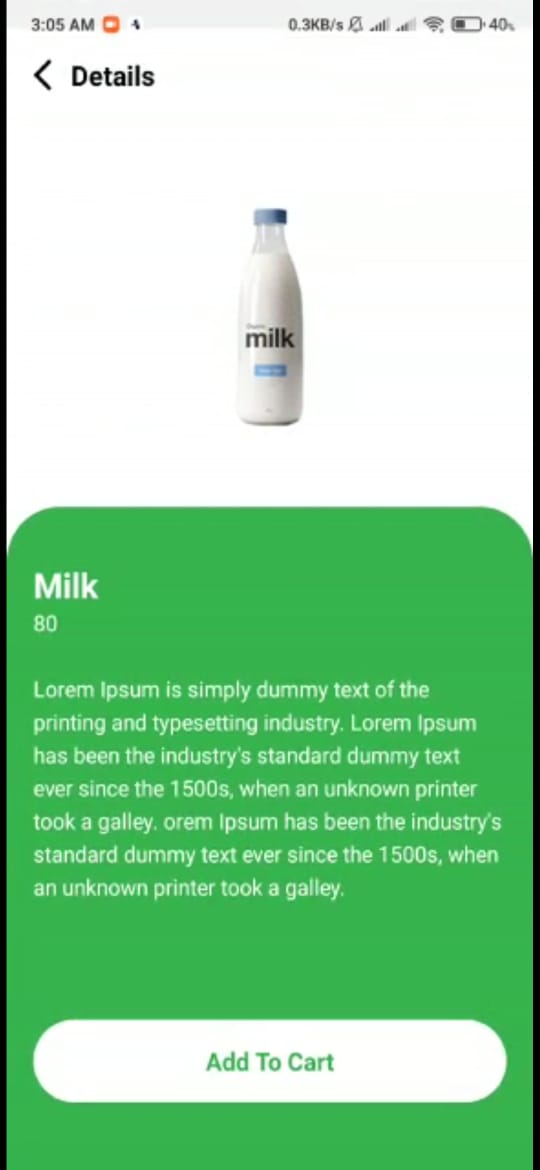 3:05 AM 0.3KB/s 40%
Details
milk
Milk
80
Lorem Ipsum is simply dummy text of the
printing and typesetting industry. Lorem Ipsum
has been the industry's standard dummy text
ever since the 1500s, when an unknown printer
took a galley. orem Ipsum has been the industry's
standard dummy text ever since the 1500s, when
an unknown printer took a galley.
Add To Cart